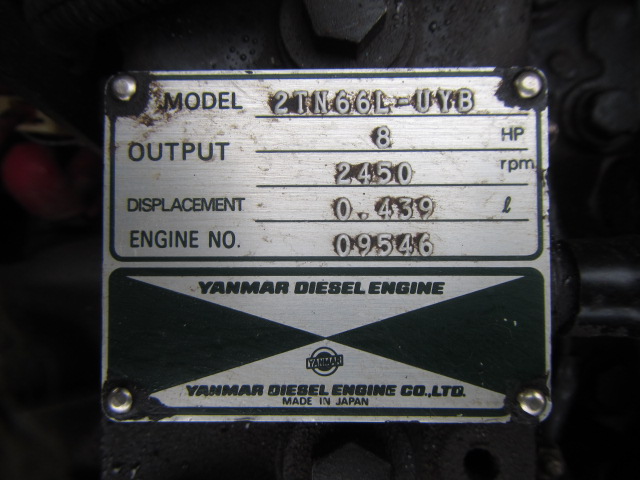 MODEL 2TN66L-UYB
OUTPUT 8 HP
2450 rpm
DISPLACEMENT 0.439 ℓ
ENGINE NO. 09546
YANMAR DIESEL ENGINE
YANMAR
YANMAR DIESEL ENGINE CO.,LTD.
MADE IN JAPAN